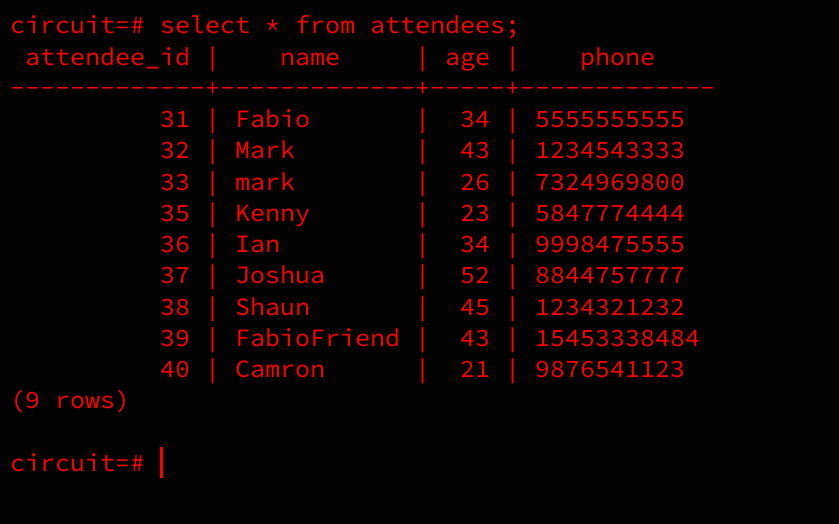 circuit=# select * from attendees;
 attendee_id |    name     | age |    phone
-------------+-------------+-----+-------------
          31 | Fabio       |  34 | 5555555555
          32 | Mark        |  43 | 1234543333
          33 | mark        |  26 | 7324969800
          35 | Kenny       |  23 | 5847774444
          36 | Ian         |  34 | 9998475555
          37 | Joshua      |  52 | 8844757777
          38 | Shaun       |  45 | 1234321232
          39 | FabioFriend |  43 | 15453338484
          40 | Camron      |  21 | 9876541123
(9 rows)
circuit=#